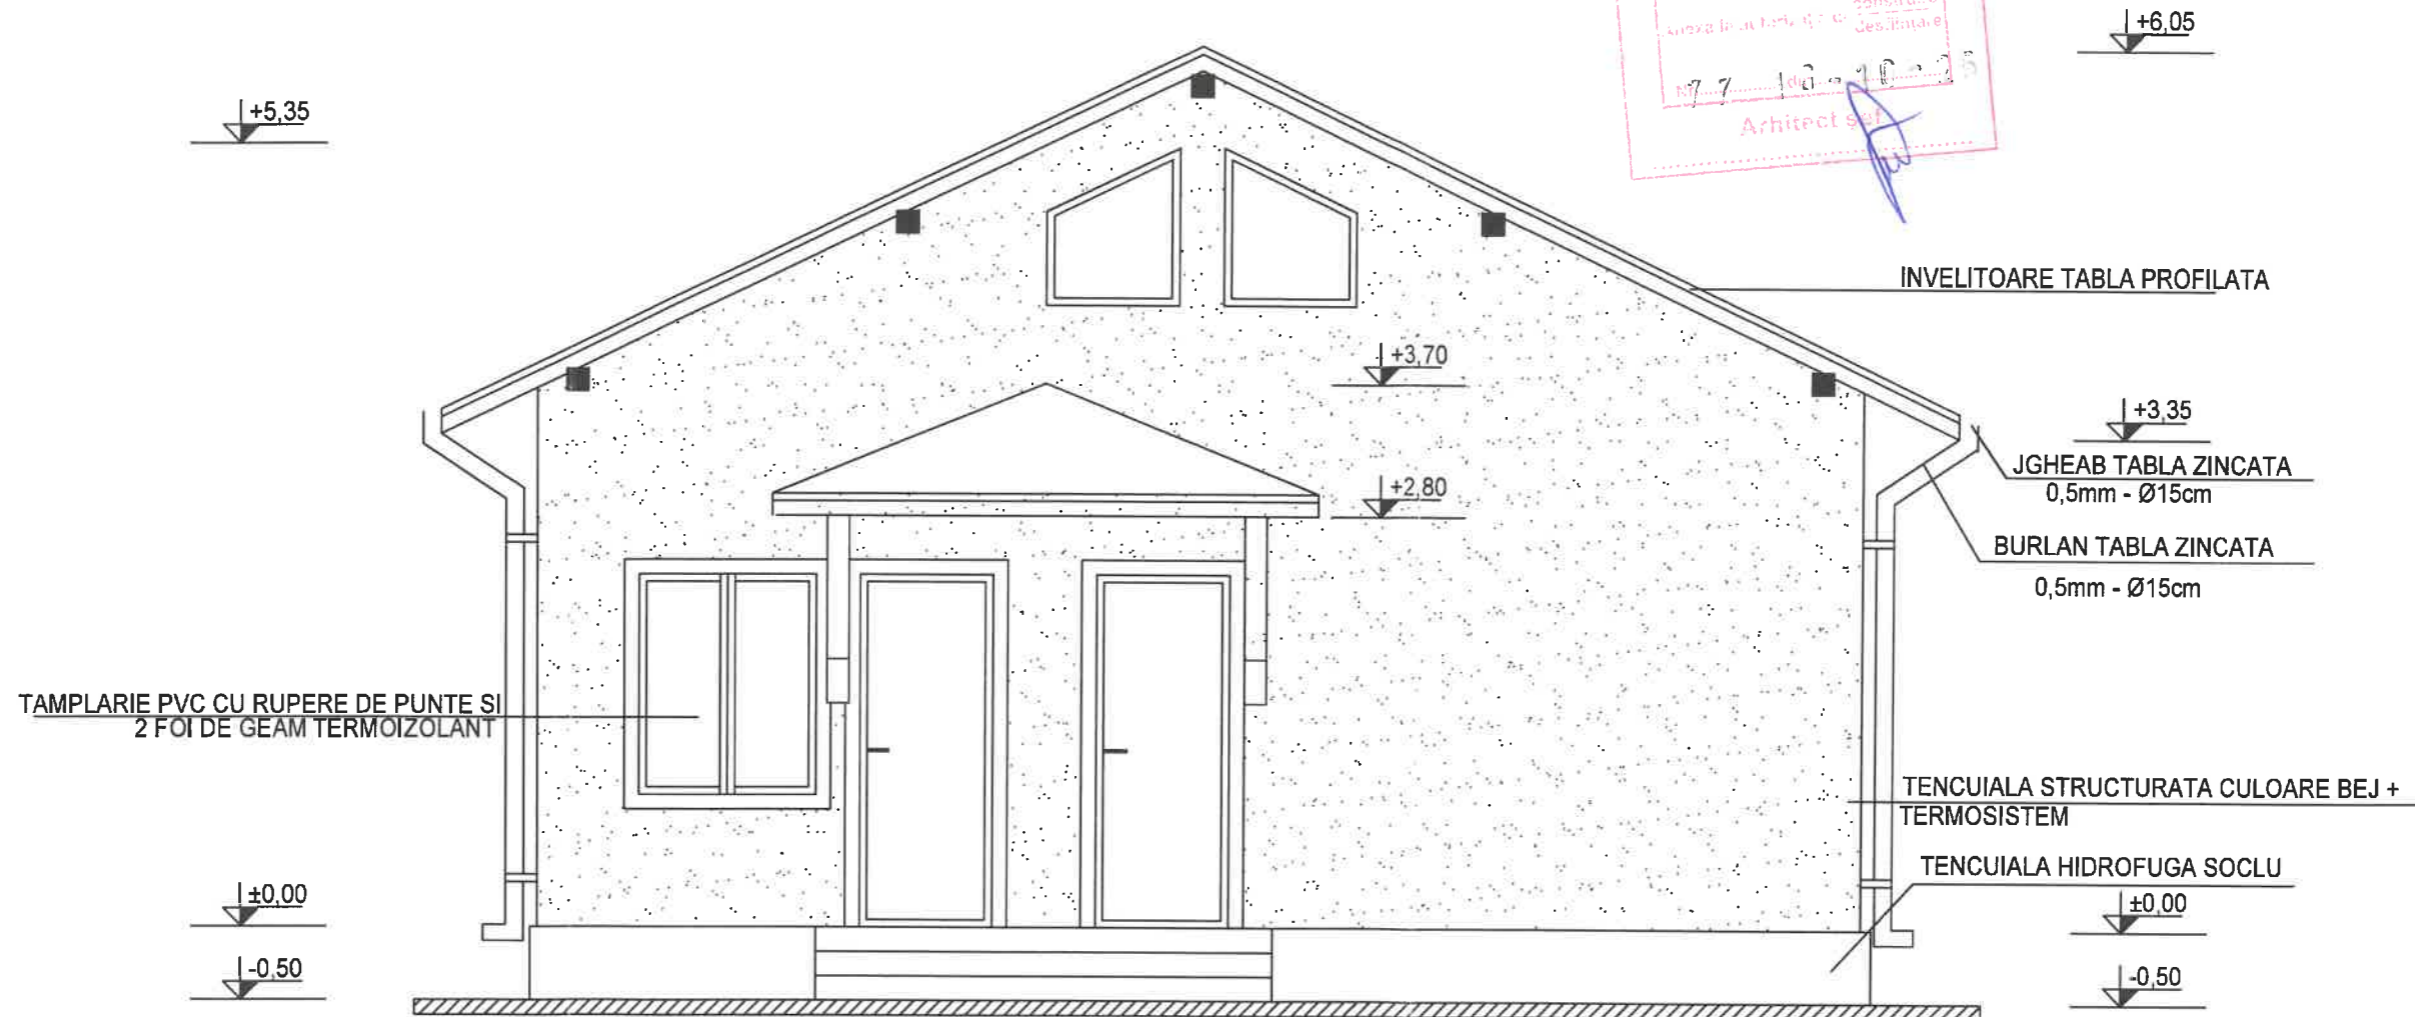 +6,05
+5,35
Arhitect șef
INVELITOARE TABLA PROFILATA
+3,70
+3,35
JGHEAB TABLA ZINCATA
0,5mm - Ø15cm
+2,80
BURLAN TABLA ZINCATA
0,5mm - Ø15cm
TAMPLARIE PVC CU RUPERE DE PUNTE SI
2 FOI DE GEAM TERMOIZOLANT
TENCUIALA STRUCTURATA CULOARE BEJ +
TERMOSISTEM
TENCUIALA HIDROFUGA SOCLU
±0,00
±0,00
-0,50
-0,50